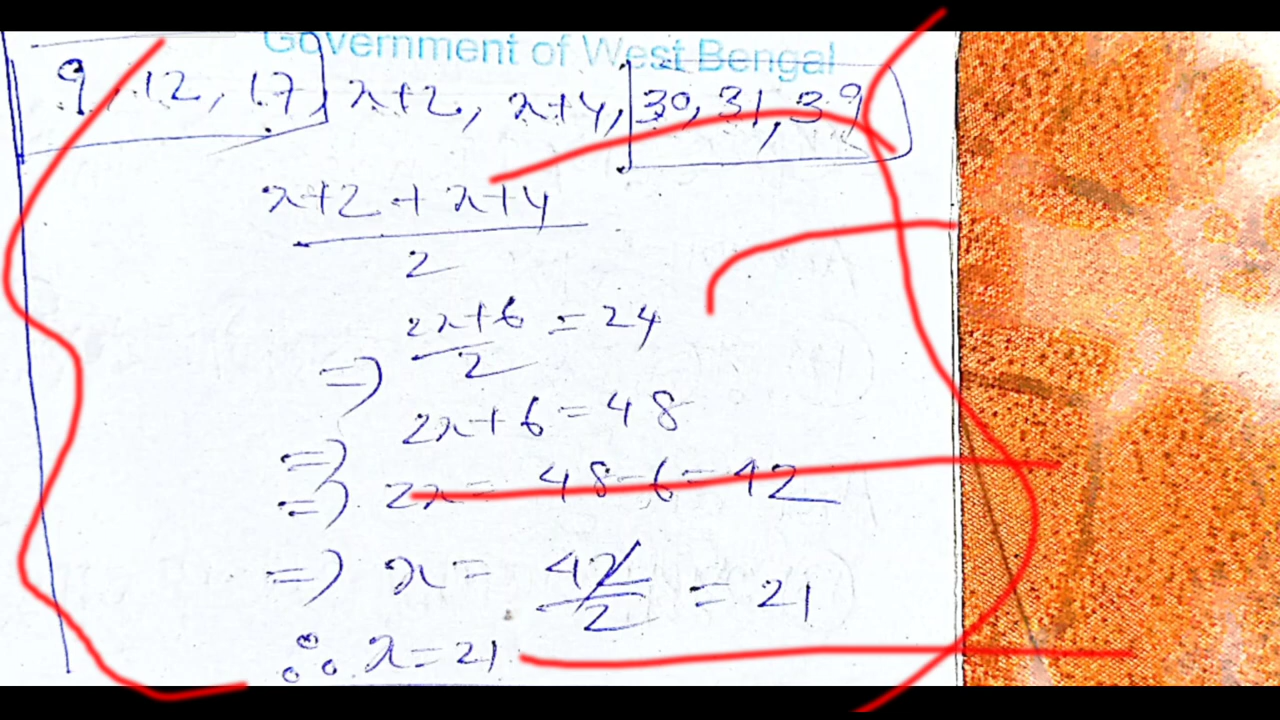 Government of West Bengal
9, 12, 17, x+2, x+4, 30, 31, 39
x+2 + x+4
2
2x+6 = 24
2
=> 
2x+6 = 48
=>
=> 2x = 48-6 = 42
=> x = 42 = 21
2
∴ x = 21